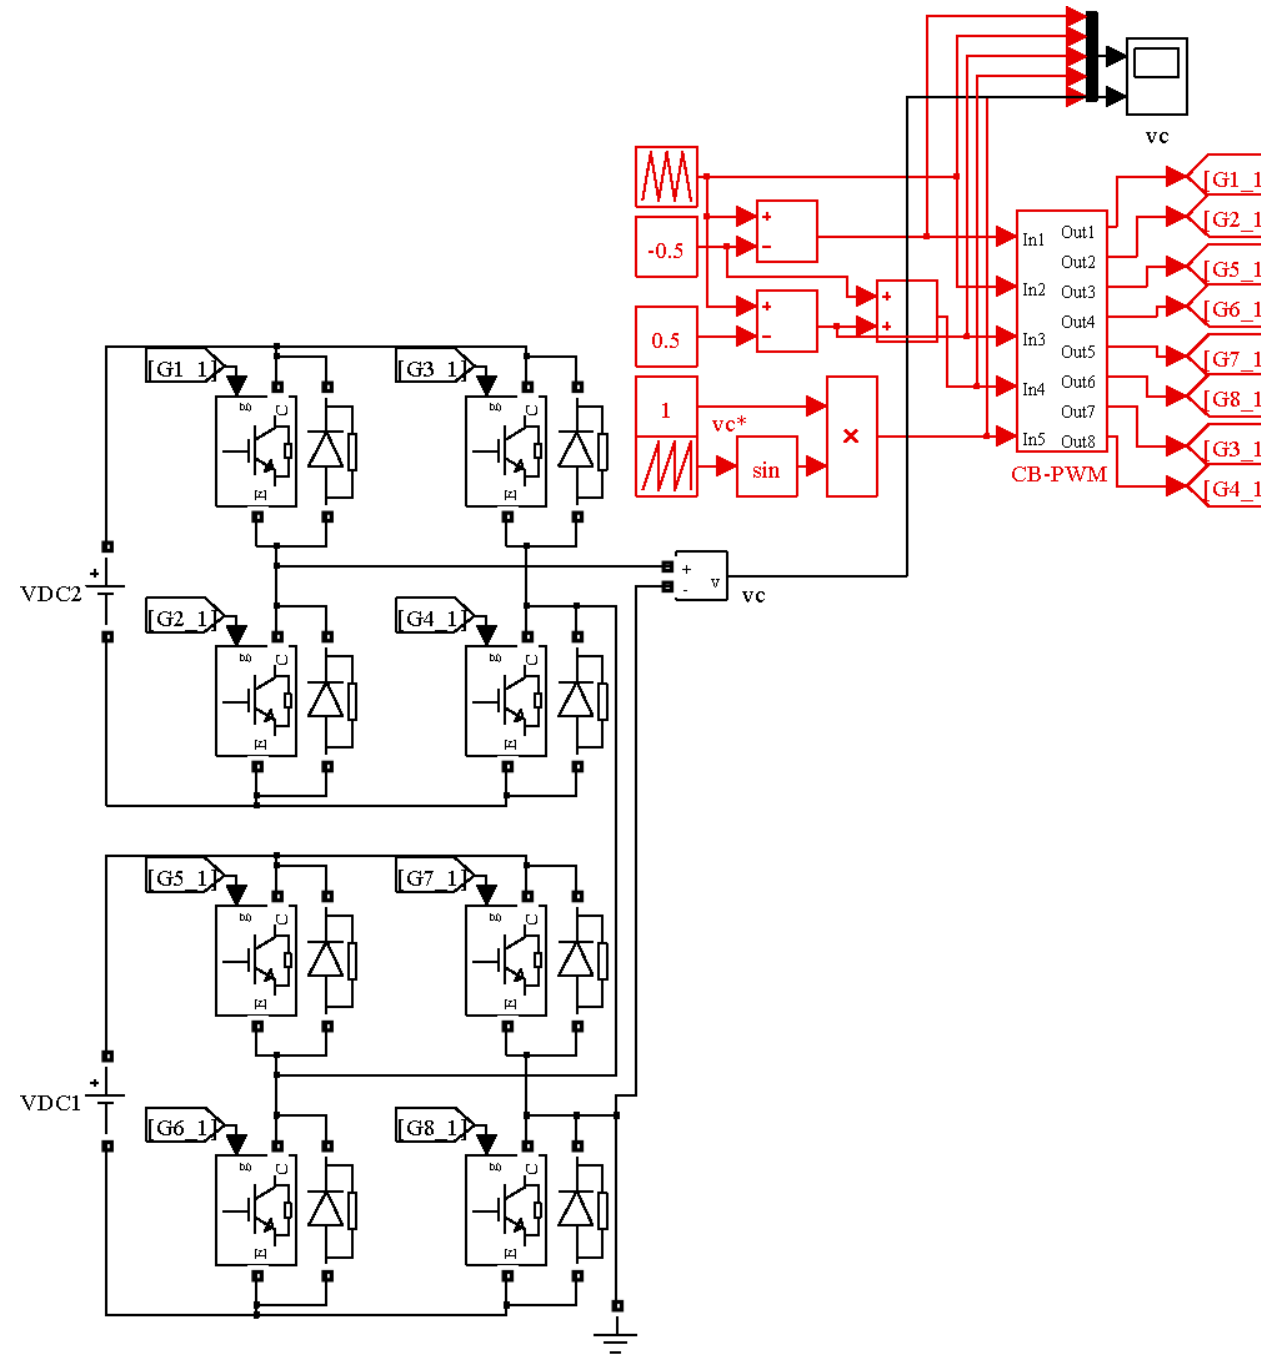 vc
[G1_1
+
-0.5
−
[G2_1
In1
Out1
Out2
[G5_1
+
In2
Out3
+
[G6_1
0.5
−
+
In3
Out4
Out5
[G7_1
[G1_1]
[G3_1]
1
vc*
×
In4
Out6
[G8_1
Out7
In5
Out8
[G3_1
sin
CB-PWM
[G4_1
g C
g C
E
E
+
VDC2
+
-
v
vc
[G2_1]
[G4_1]
g C
g C
E
E
[G5_1]
[G7_1]
g C
g C
E
E
+
VDC1
[G6_1]
[G8_1]
g C
g C
E
E